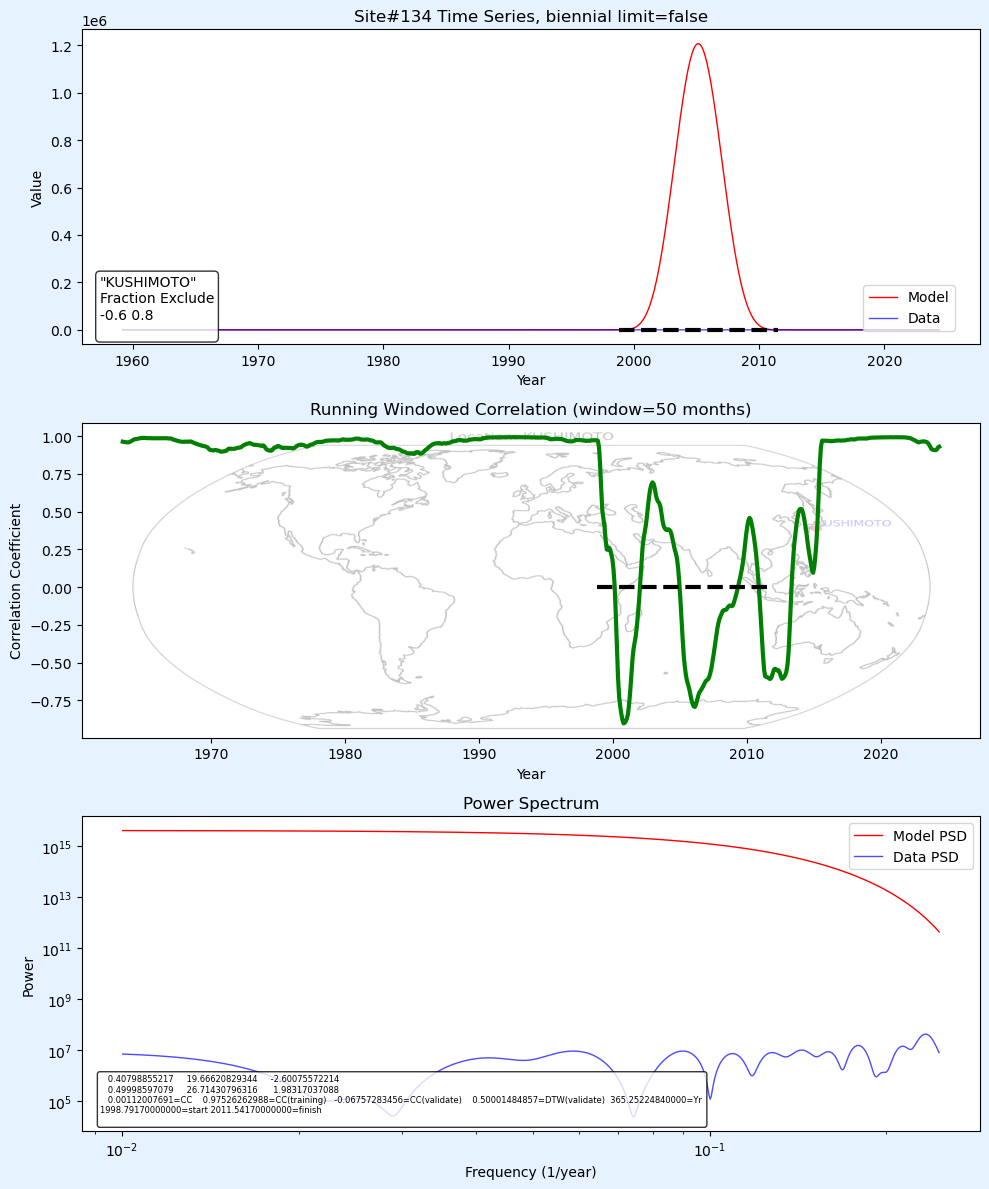 Site#134 Time Series, biennial limit=false
1e6
1.2
1.0
0.8
0.6
0.4
0.2
0.0
Value
"KUSHIMOTO"
Fraction Exclude
-0.6 0.8
Model
Data
1960
1970
1980
1990
2000
2010
2020
Year
Running Windowed Correlation (window=50 months)
1.00
0.75
0.50
0.25
0.00
−0.25
−0.50
−0.75
Correlation Coefficient
KUSHIMOTO
KUSHIMOTO
1970
1980
1990
2000
2010
2020
Year
Power Spectrum
10^15
10^13
10^11
10^9
10^7
10^5
Power
Model PSD
Data PSD
0.40798855217 19.66620829344 -2.60075572214
0.49998597079 26.71430796316 1.98317037088
0.00112007691=CC 0.97526262988=CC(training) -0.06757283456=CC(validate) 0.50001484857=DTW(validate) 365.25224840000=Yr
1998.79170000000=start 2011.54170000000=finish
10^−2
10^−1
Frequency (1/year)